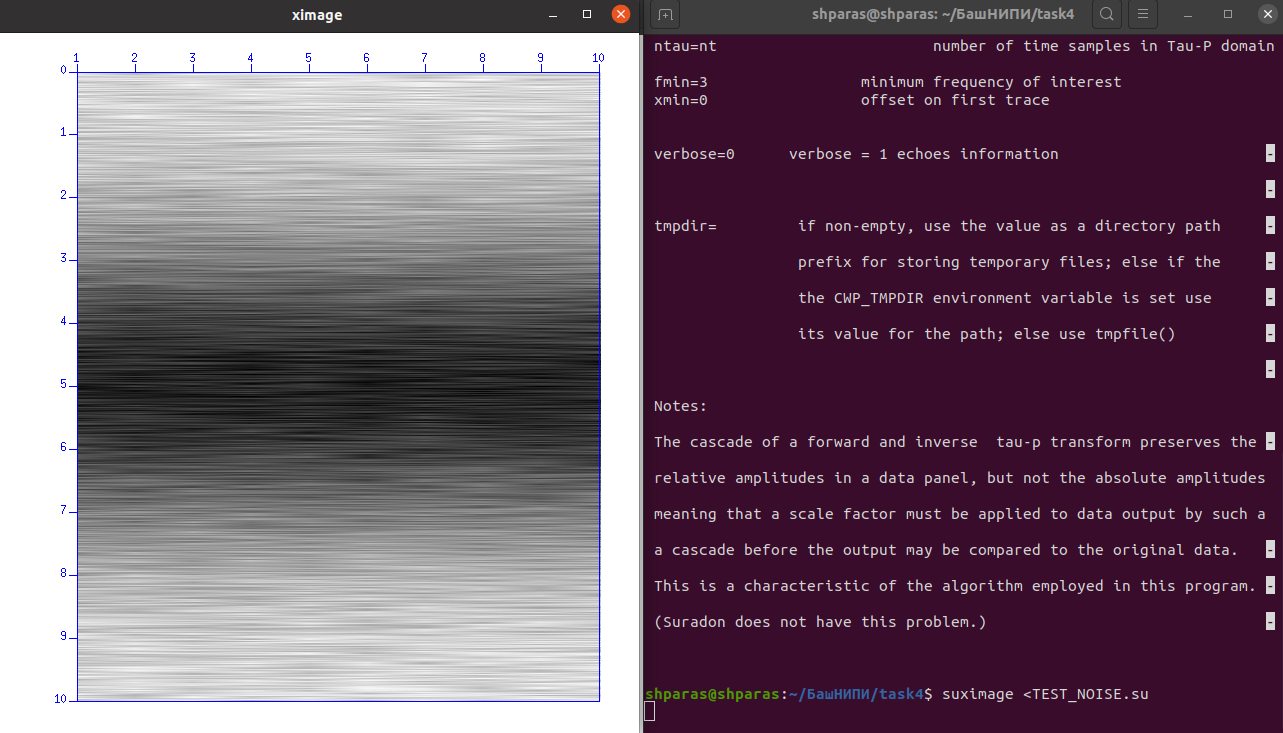 ximage
1 2 3 4 5 6 7 8 9 10
0
1
2
3
4
5
6
7
8
9
10
shparas@shparas: ~/БашНИПИ/task4
ntau=nt number of time samples in Tau-P domain
fmin=3 minimum frequency of interest
xmin=0 offset on first trace
verbose=0 verbose = 1 echoes information -
-
tmpdir= if non-empty, use the value as a directory path -
prefix for storing temporary files; else if the -
the CWP_TMPDIR environment variable is set use -
its value for the path; else use tmpfile() -
-
Notes:
The cascade of a forward and inverse tau-p transform preserves the -
relative amplitudes in a data panel, but not the absolute amplitudes
meaning that a scale factor must be applied to data output by such a
a cascade before the output may be compared to the original data. -
This is a characteristic of the algorithm employed in this program. -
(Suradon does not have this problem.) -
shparas@shparas:~/БашНИПИ/task4$ suximage <TEST_NOISE.su